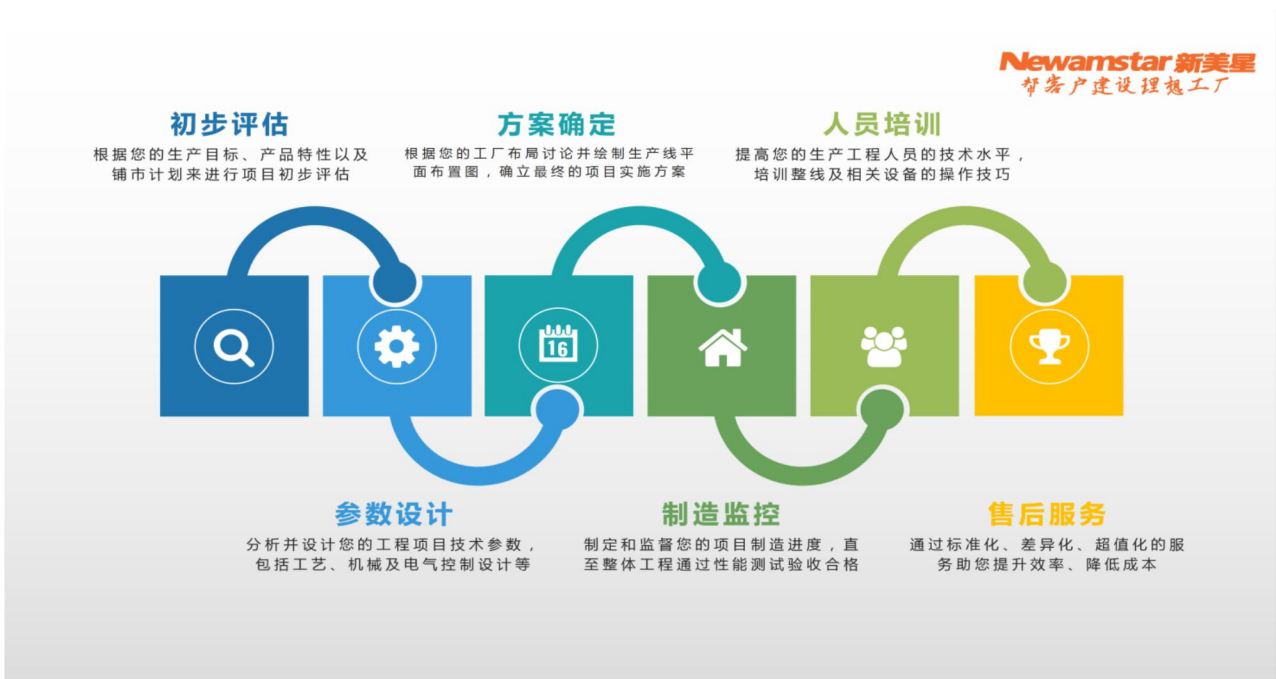 Newamstar新美星
帮客户建设理想工厂
初步评估
根据您的生产目标、产品特性以及
铺市计划来进行项目初步评估
方案确定
根据您的工厂布局讨论并绘制生产线平
面布置图，确立最终的项目实施方案
人员培训
提高您的生产工程人员的技术水平，
培训整线及相关设备的操作技巧
16
参数设计
分析并设计您的工程项目技术参数，
包括工艺、机械及电气控制设计等
制造监控
制定和监督您的项目制造进度，直
至整体工程通过性能测试验收合格
售后服务
通过标准化、差异化、超值化的服
务助您提升效率、降低成本